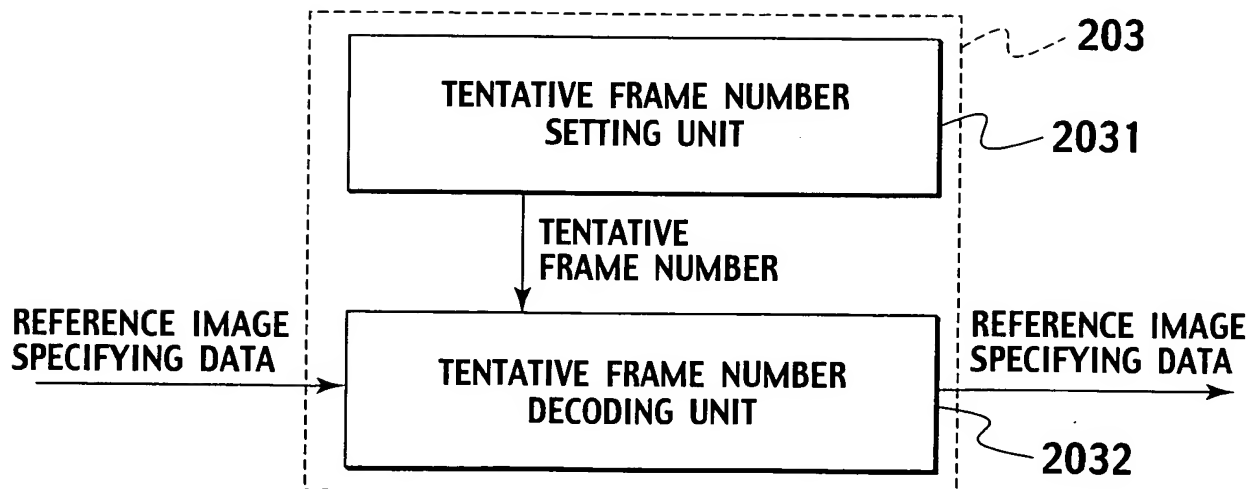 203
TENTATIVE FRAME NUMBER
SETTING UNIT
2031
TENTATIVE
FRAME NUMBER
REFERENCE IMAGE
SPECIFYING DATA
TENTATIVE FRAME NUMBER
DECODING UNIT
REFERENCE IMAGE
SPECIFYING DATA
2032